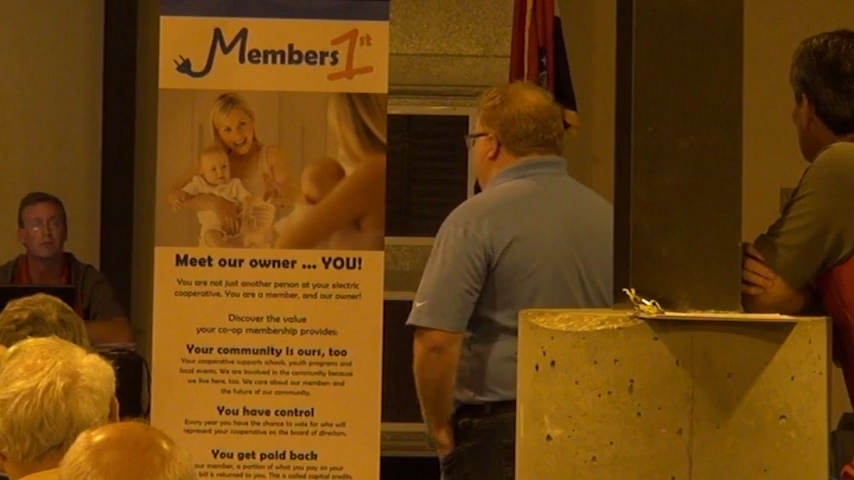 Members 1st
Meet our owner ... YOU!
You are not just another person at your electric
cooperative. You are a member, and our owner!
Discover the value
your co-op membership provides:
Your community is ours, too
Your cooperative supports schools, youth programs and
local events. We are involved in the community because
we live here, too. We care about our members and
the future of our community.
You have control
Every year you have the chance to vote for who will
represent your cooperative on the board of directors.
You get paid back
our member, a portion of what you pay on your
bill is returned to you. This is called capital credits